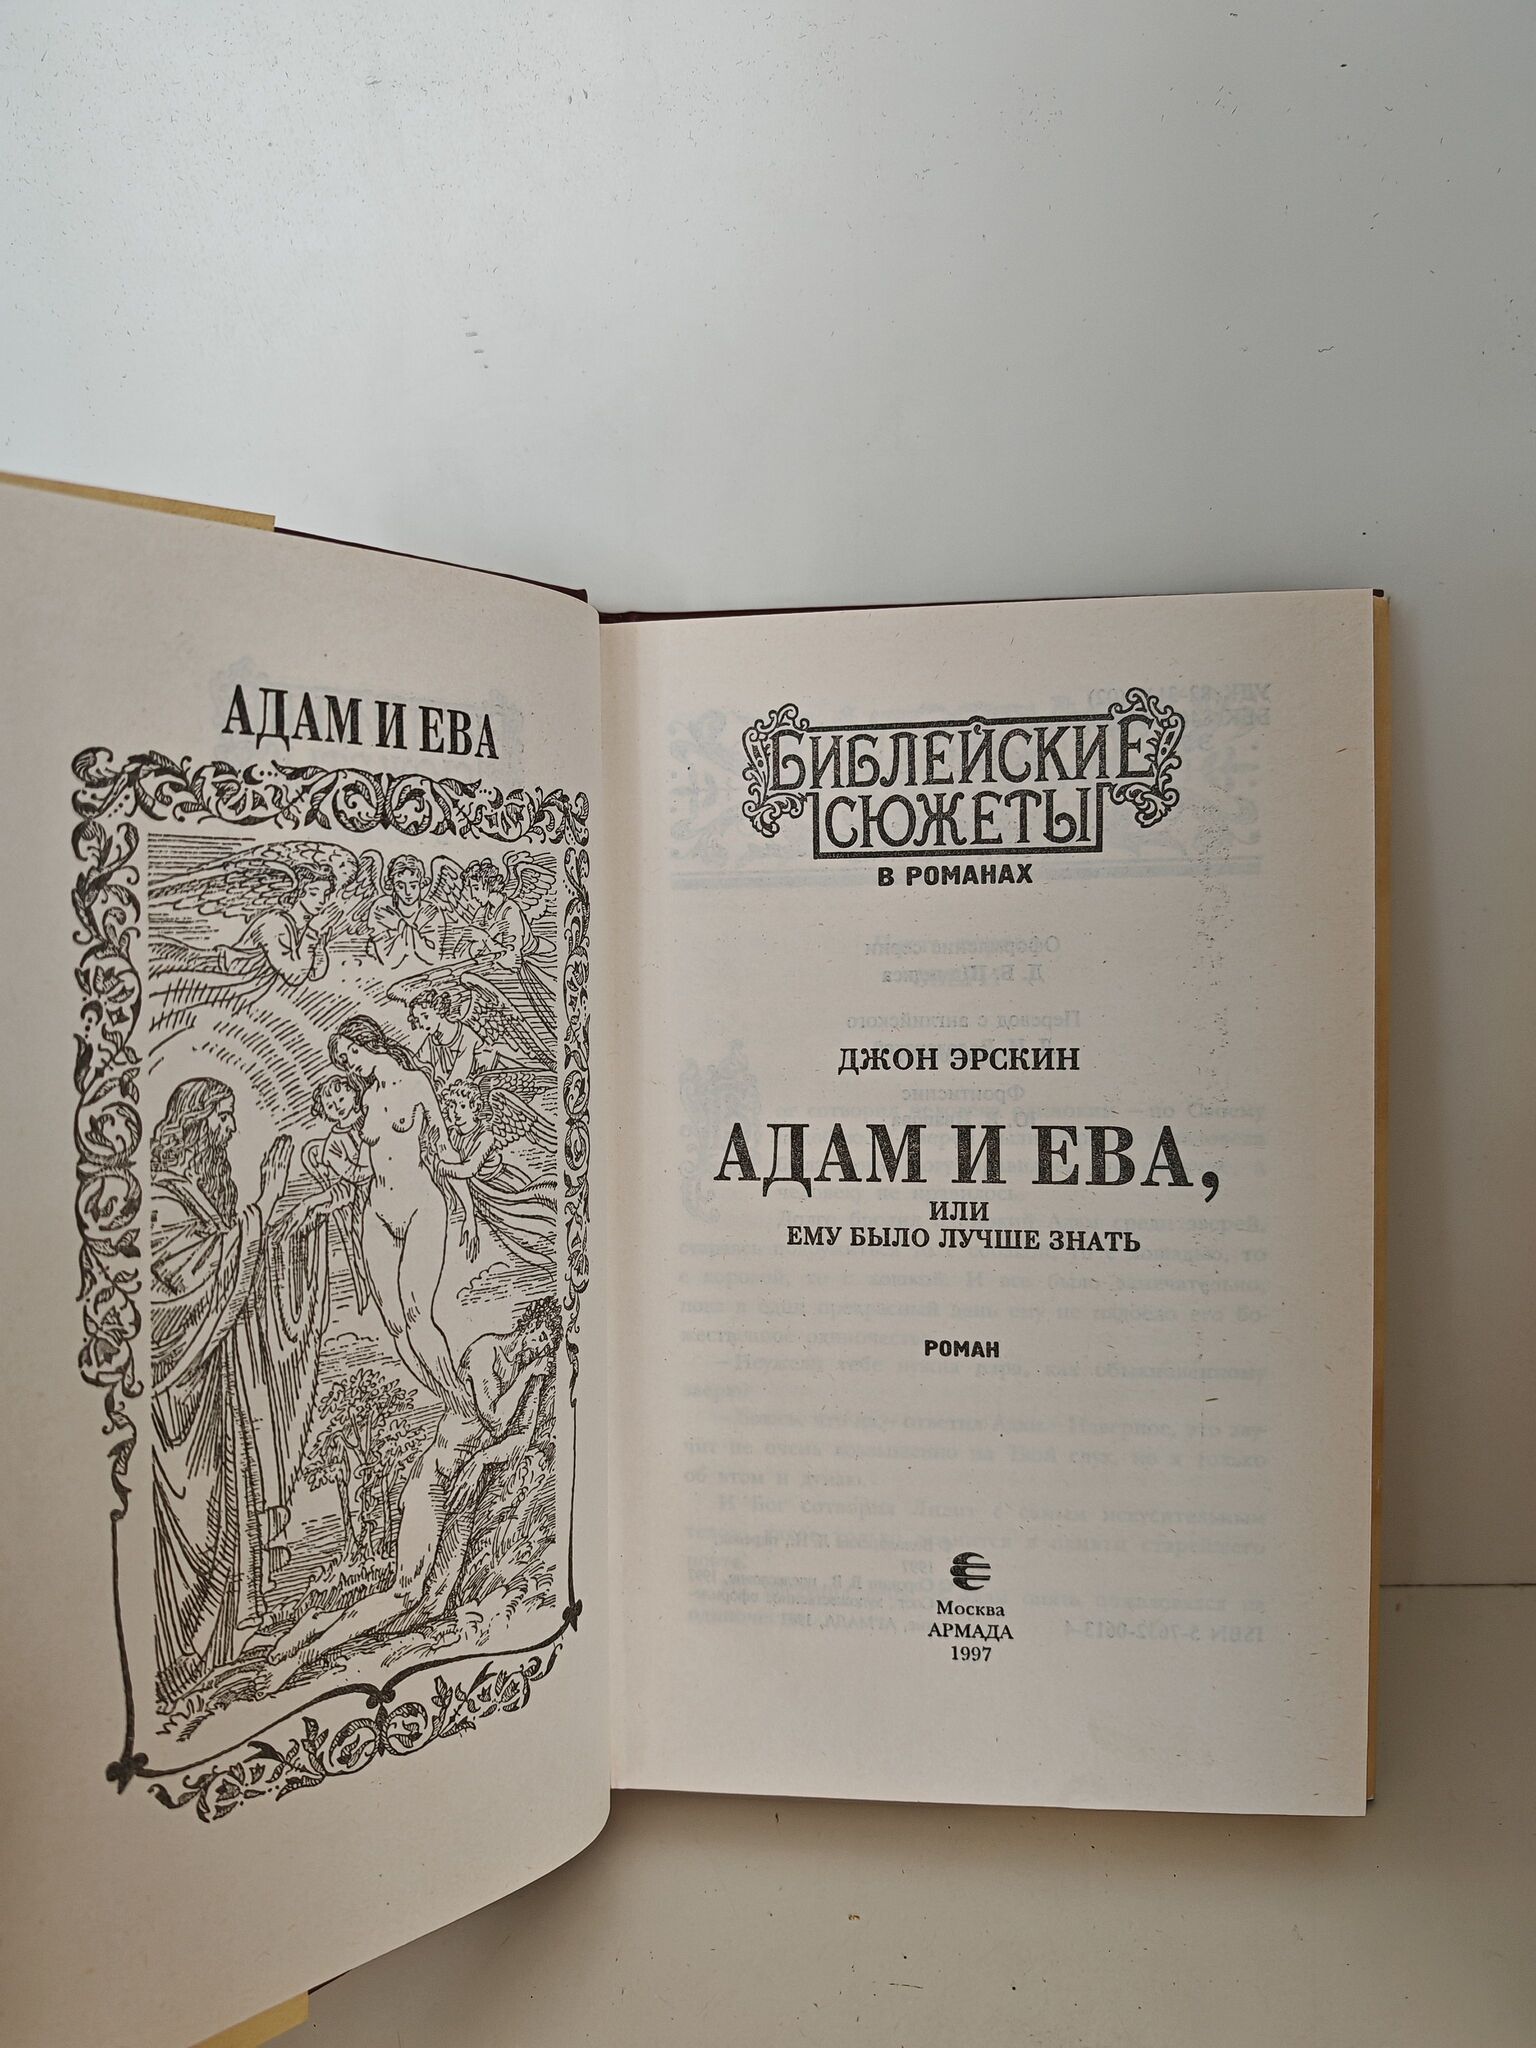 АДАМ И ЕВА
БИБЛЕЙСКИЕ
СЮЖЕТЫ
В РОМАНАХ
ДЖОН ЭРСКИН
АДАМ И ЕВА,
ИЛИ
ЕМУ БЫЛО ЛУЧШЕ ЗНАТЬ
РОМАН
Москва
АРМАДА
1997